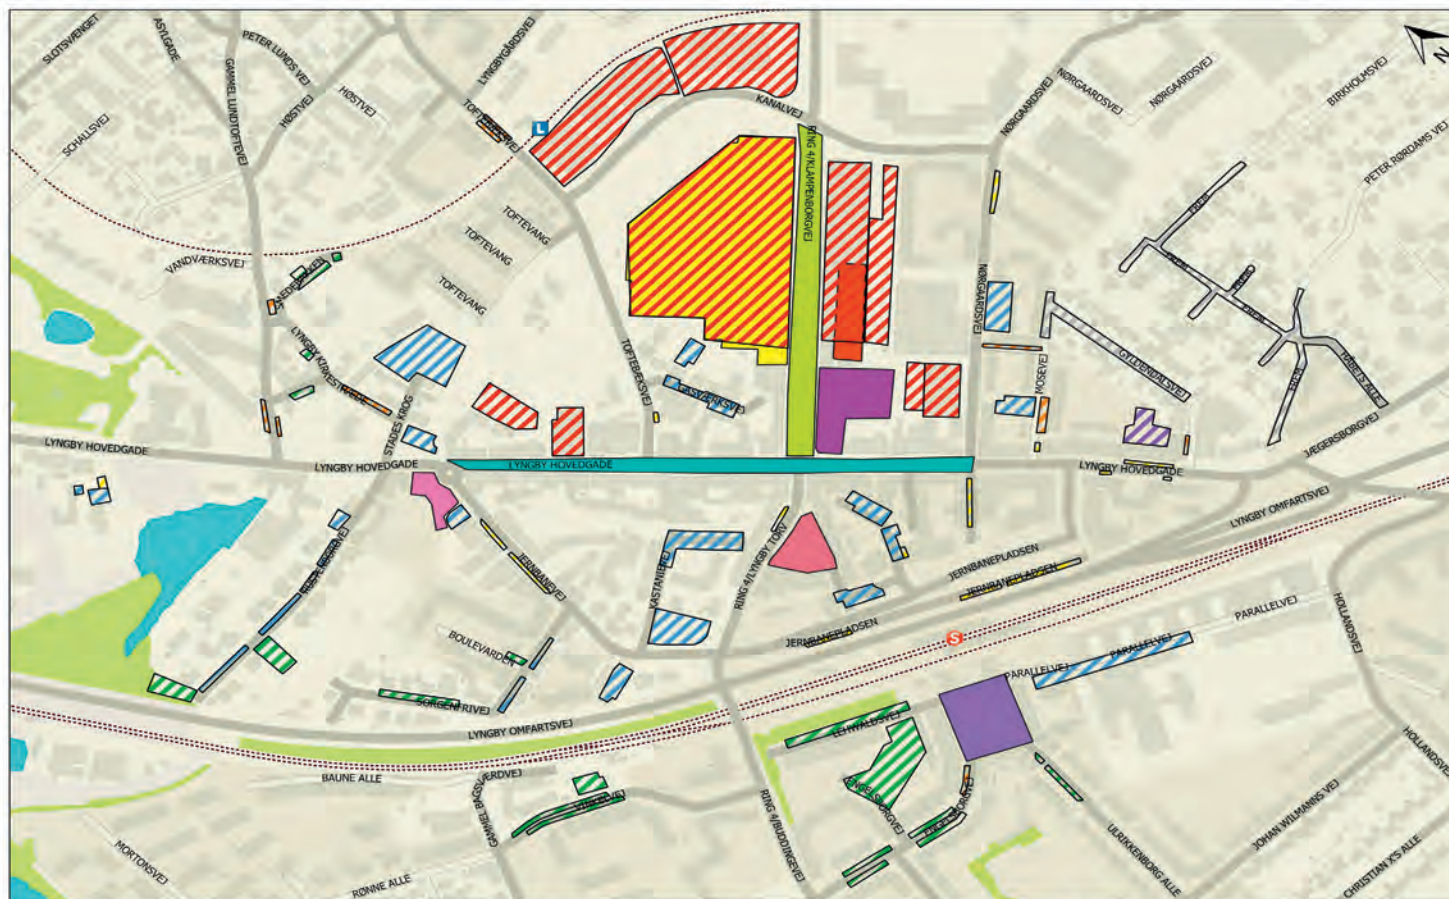 SLOTSVÆNGET
ASYLGADE
PETER LUNDS VEJ
GAMMEL LUNDTOFTEVEJ
HØSTVEJ
HØSTVEJ
SCHALLSVEJ
LYNGBYGÅRDSVEJ
L
KANALVEJ
RING 4/KLAMPENBORGVEJ
NØRGAARDSVEJ
NØRGAARDSVEJ
NØRGAARDSVEJ
BIRKHOLMSVEJ
PETER RØRDAMS VEJ
N
TOFTEVANG
TOFTEVANG
TOFTEVANG
VANDVÆRKSVEJ
NØRGAARDSVEJ
TOFTEBÆKSVEJ
STADES KROG
MOSEVEJ
GYLDENDALSVEJ
JÆGERSBORGVEJ
LYNGBY HOVEDGADE
LYNGBY HOVEDGADE
LYNGBY HOVEDGADE
LYNGBY HOVEDGADE
LYNGBY OMFARTSVEJ
JERNBANEVEJ
KASTANIEVEJ
RING 4/LYNGBY TORV
JERNBANEPLADSEN
JERNBANEPLADSEN
JERNBANEPLADSEN
S
BOULEVARDEN
SORGENFRIVEJ
LYNGBY OMFARTSVEJ
PARALLELVEJ
PARALLELVEJ
PARALLELVEJ
HOLLANDSVEJ
HOLLANDSVEJ
LEHWALDSVEJ
BAUNE ALLE
GAMMEL BAGSVÆRDVEJ
VINKELVEJ
RING 4/BUDDINGEVEJ
ENGELSBORGVEJ
ENGELSBORGVEJ
ULRIKKENBORG ALLE
JOHAN WILMANNS VEJ
CHRISTIAN X'S ALLE
MORTONSVEJ
RØNNE ALLE